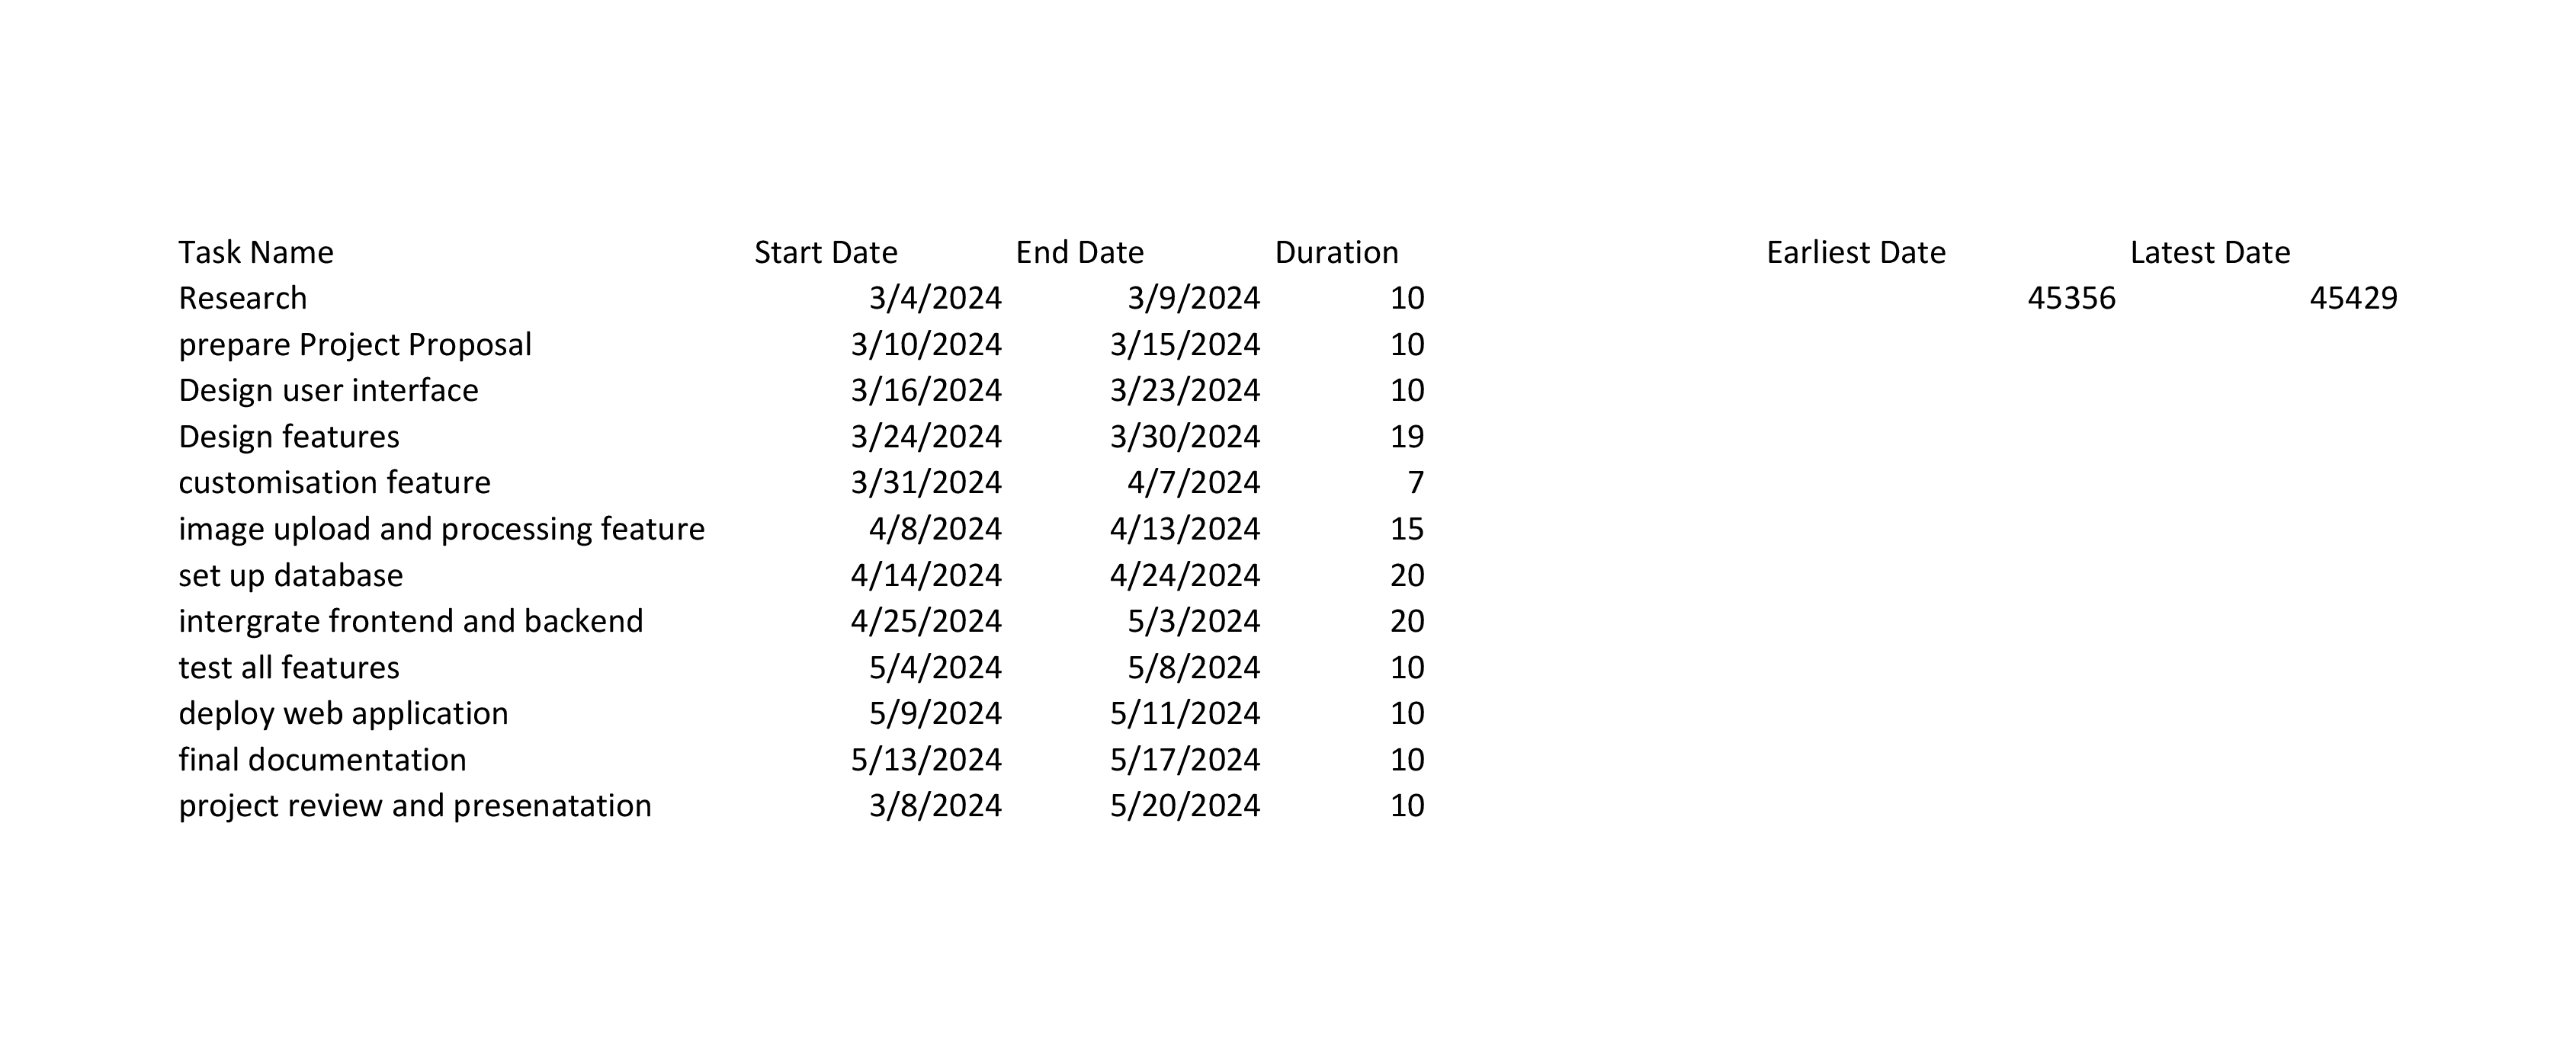 Task Name Start Date End Date Duration Earliest Date Latest Date
Research 3/4/2024 3/9/2024 10 45356 45429
prepare Project Proposal 3/10/2024 3/15/2024 10
Design user interface 3/16/2024 3/23/2024 10
Design features 3/24/2024 3/30/2024 19
customisation feature 3/31/2024 4/7/2024 7
image upload and processing feature 4/8/2024 4/13/2024 15
set up database 4/14/2024 4/24/2024 20
intergrate frontend and backend 4/25/2024 5/3/2024 20
test all features 5/4/2024 5/8/2024 10
deploy web application 5/9/2024 5/11/2024 10
final documentation 5/13/2024 5/17/2024 10
project review and presenatation 3/8/2024 5/20/2024 10